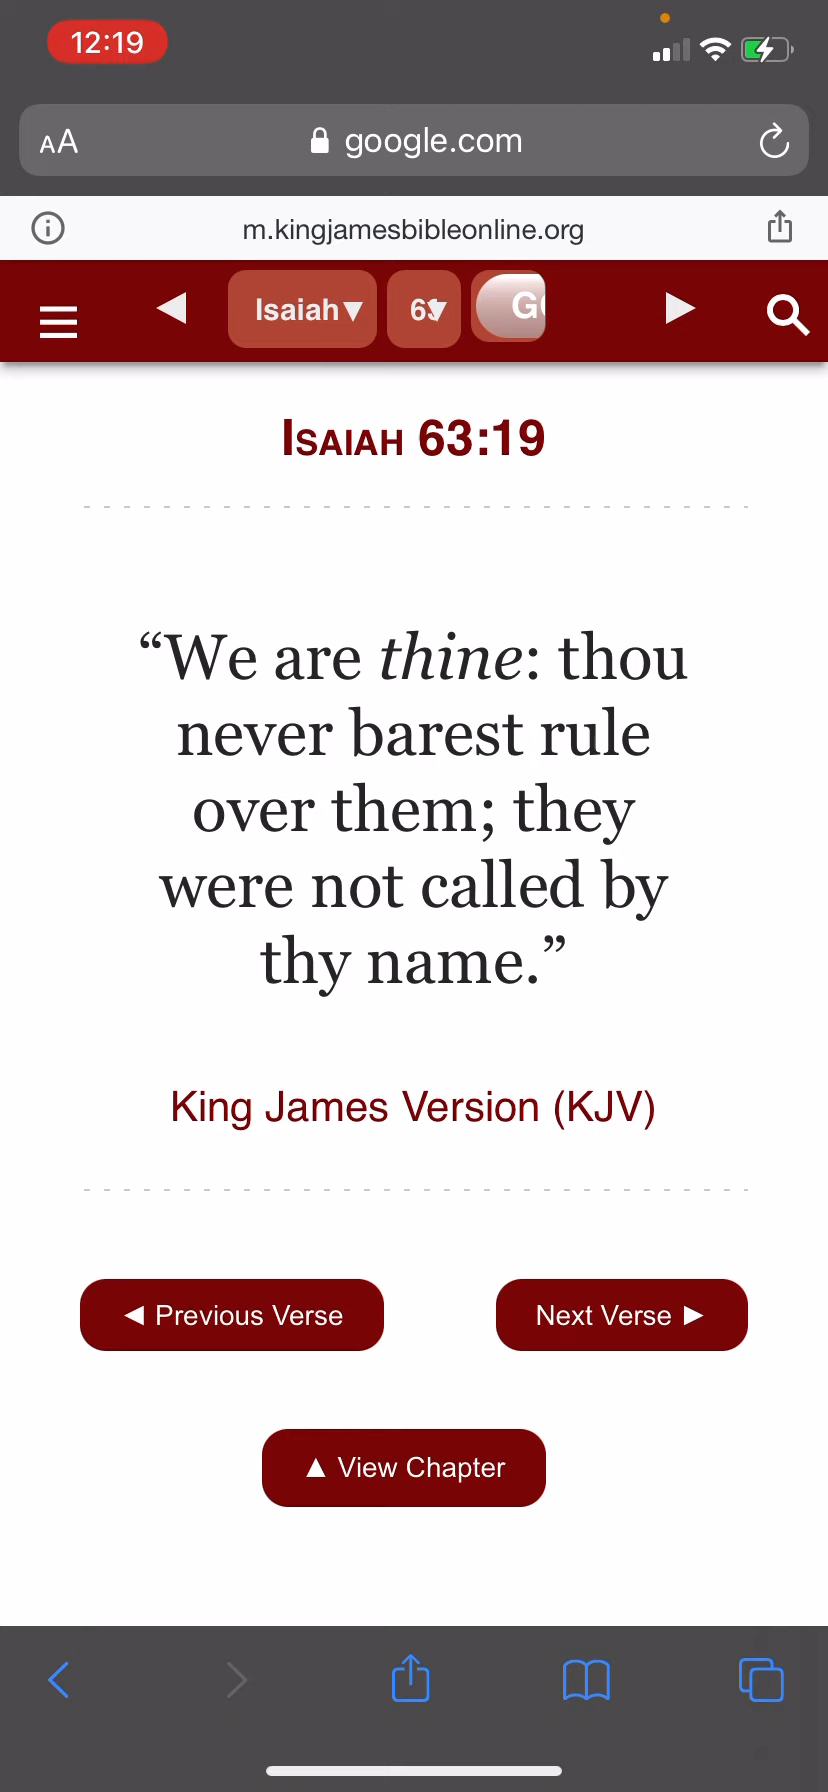 12:19
AA google.com
m.kingjamesbibleonline.org
Isaiah▼ 63▼ G
ISAIAH 63:19
“We are thine: thou
never barest rule
over them; they
were not called by
thy name.”
King James Version (KJV)
◀ Previous Verse Next Verse ▶
▲ View Chapter